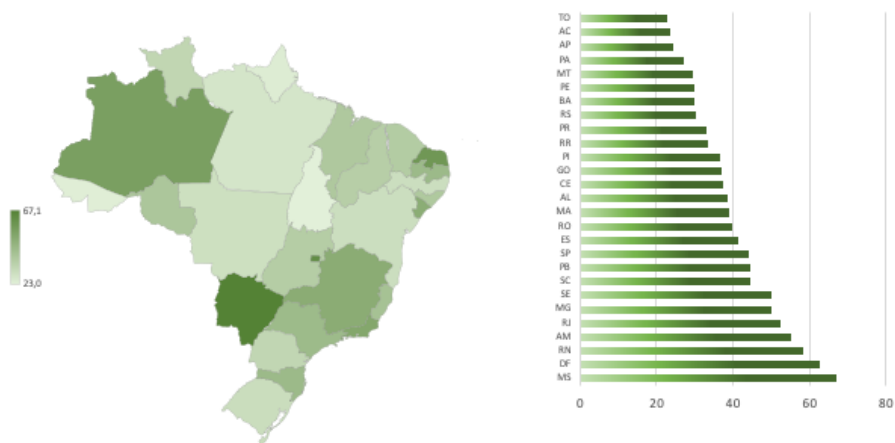 67,1
23,0
TO
AC
AP
PA
MT
PE
BA
RS
PR
RR
PI
GO
CE
AL
MA
RO
ES
SP
PB
SC
SE
MG
RJ
AM
RN
DF
MS
0 20 40 60 80